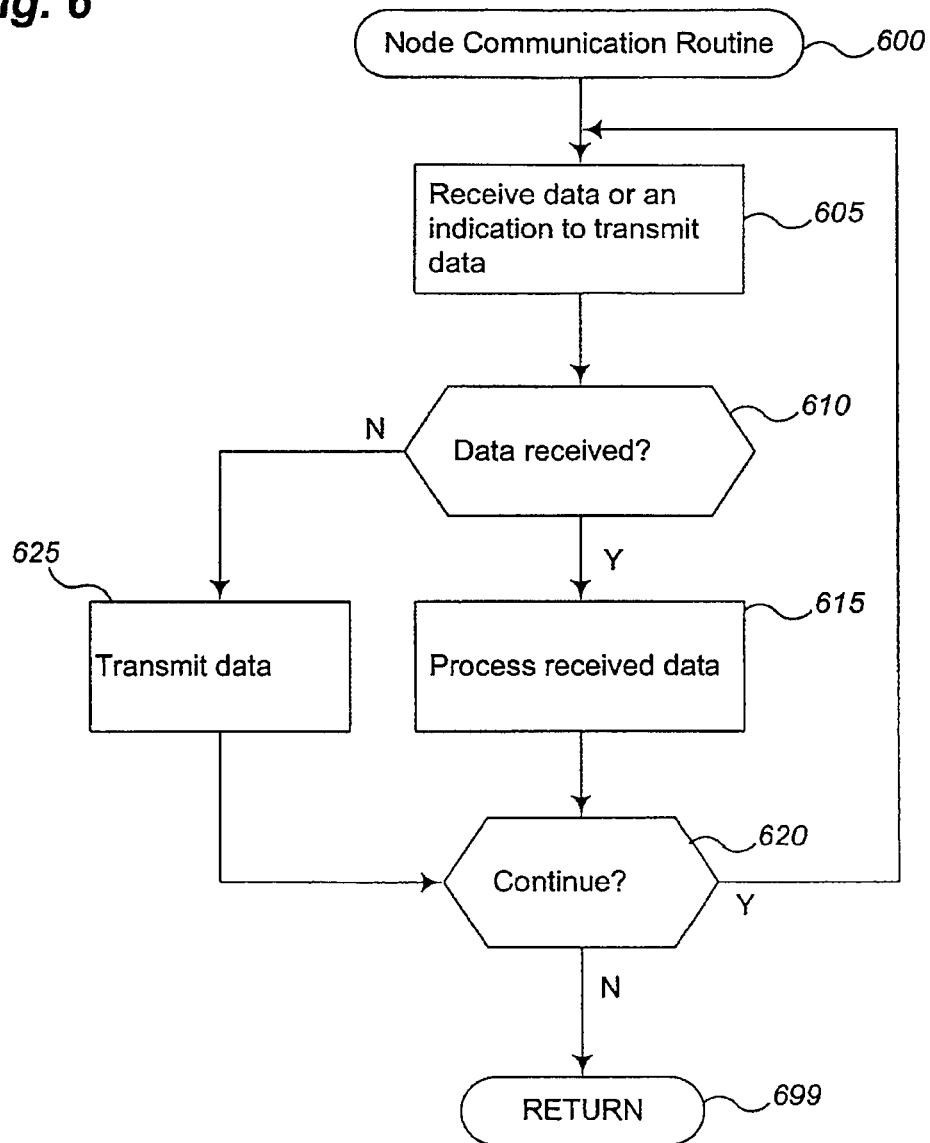 Fig. 6
Node Communication Routine
600
Receive data or an
indication to transmit
data
605
610
N
Data received?
Y
625
615
Transmit data
Process received data
620
Continue?
Y
N
RETURN
699